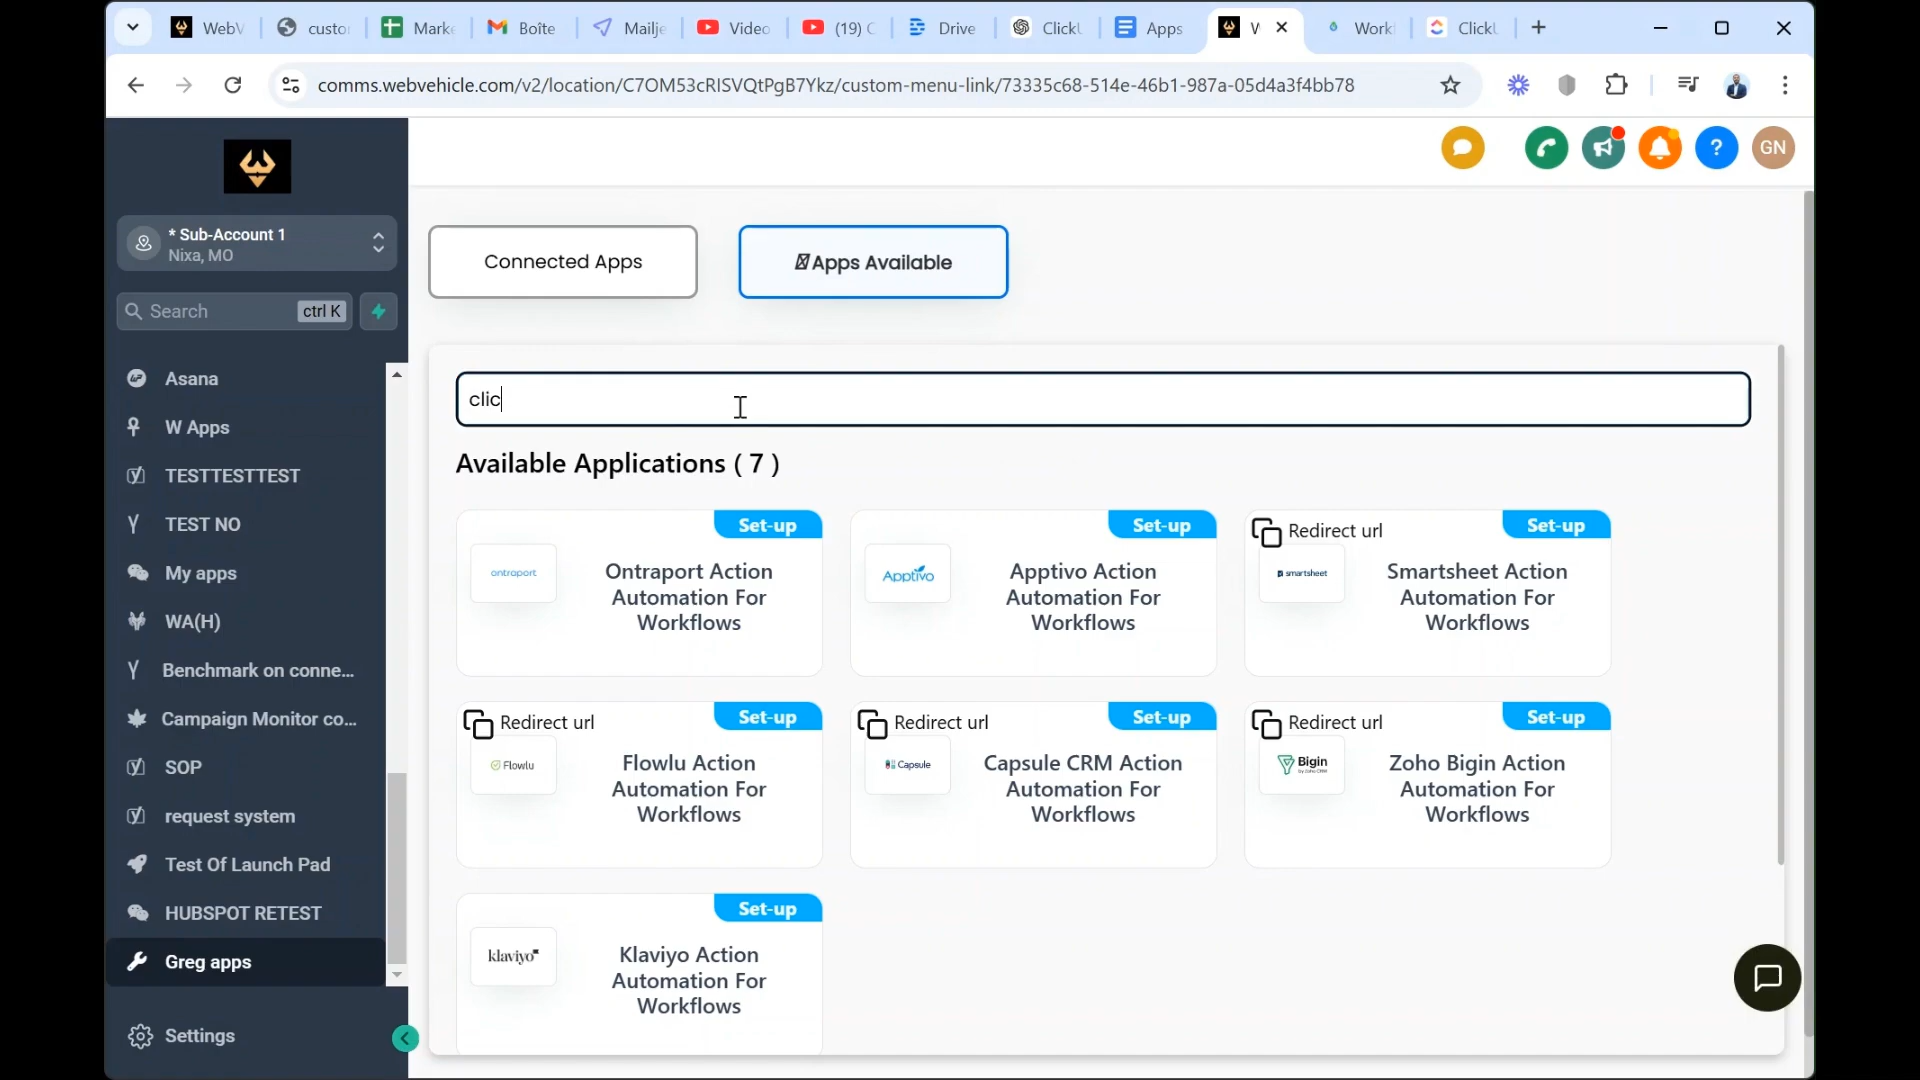 WebV
custo
Marke
Boîte
Mailje
Video
(19) C
Drive
ClickU
Apps
W
Work
ClickU
comms.webvehicle.com/v2/location/C7OM53cRISVQtPgB7Ykz/custom-menu-link/73335c68-514e-46b1-987a-05d4a3f4bb78
GN
* Sub-Account 1
Nixa, MO
Search
ctrl K
Asana
W Apps
TESTTESTTEST
TEST NO
My apps
WA(H)
Benchmark on conne...
Campaign Monitor co...
SOP
request system
Test Of Launch Pad
HUBSPOT RETEST
Greg apps
Settings
Connected Apps
Apps Available
clic
Available Applications ( 7 )
Set-up
ontraport
Ontraport Action
Automation For
Workflows
Set-up
Apptivo
Apptivo Action
Automation For
Workflows
Redirect url
Set-up
smartsheet
Smartsheet Action
Automation For
Workflows
Redirect url
Set-up
Flowlu
Flowlu Action
Automation For
Workflows
Redirect url
Set-up
Capsule
Capsule CRM Action
Automation For
Workflows
Redirect url
Set-up
Bigin
by Zoho CRM
Zoho Bigin Action
Automation For
Workflows
Set-up
klaviyo
Klaviyo Action
Automation For
Workflows